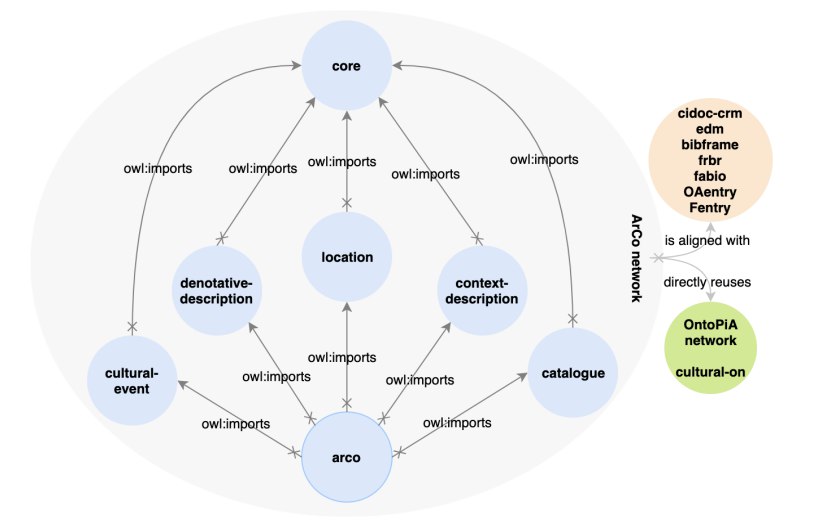 core
cidoc-crm
edm
bibframe
frbr
fabio
OAentry
Fentry
owl:imports
owl:imports
owl:imports
owl:imports
owl:imports
ArCo network
is aligned with
directly reuses
denotative-
description
location
context-
description
OntoPiA
network
cultural-on
cultural-
event
catalogue
owl:imports
owl:imports
owl:imports
owl:imports
owl:imports
arco